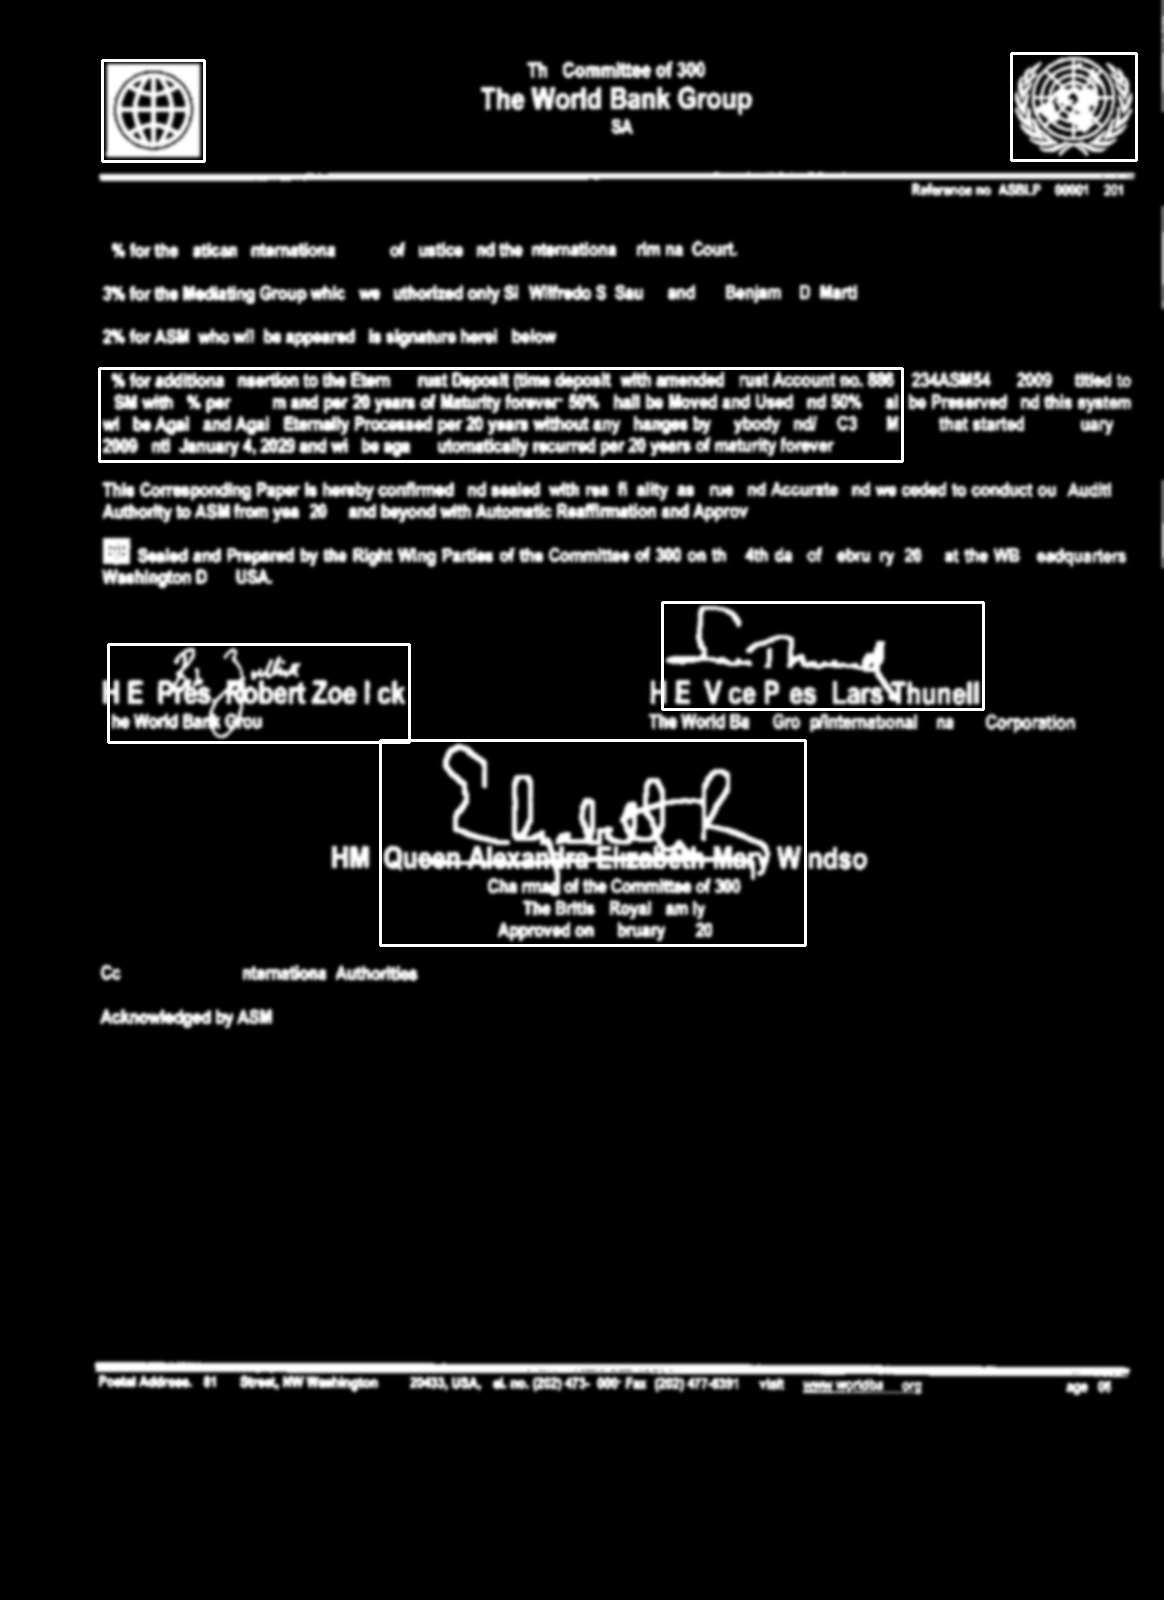 Th Committee of 300
The World Bank Group
SA
Reference no ASBLP 00001 201
% for the atican nternationa of ustice nd the nternationa rim na Court.
3% for the Mediating Group whic we uthorized only Si Wilfredo S Sau and Benjam D Marti
2% for ASM who wil be appeared is signature herei below
% for additiona nsertion to the Etern rust Deposit (time deposit with amended rust Account no. 886 234ASM54 2009 titled to
SM with % per m and per 20 years of Maturity forever 50% hall be Moved and Used nd 50% al be Preserved nd this system
wi be Agai and Agai Eternally Processed per 20 years without any hanges by ybody nd/ C3 M that started uary
2009 nti January 4, 2029 and wi be aga utomatically recurred per 20 years of maturity forever
This Corresponding Paper is hereby confirmed nd sealed with rea fi ality as rue nd Accurate nd we ceded to conduct ou Auditi
Authority to ASM from yea 20 and beyond with Automatic Reaffirmation and Approv
Sealed and Prepared by the Right Wing Parties of the Committee of 300 on th 4th da of ebru ry 20 at the WB eadquarters
Washington D USA.
H E Pres Robert Zoe l ck
he World Bank Grou
H E V ce P es Lars Thunell
The World Ba Gro p/International na Corporation
HM Queen Alexandra Elizabeth Mary W ndso
Cha rman of the Committee of 300
The Britis Royal am ly
Approved on bruary 20
Cc nternationa Authorities
Acknowledged by ASM
Postal Address. 81 Street, NW Washington 20433, USA, el. no. (202) 473- 000 Fax (202) 477-6391 visit www.worldba org age 06